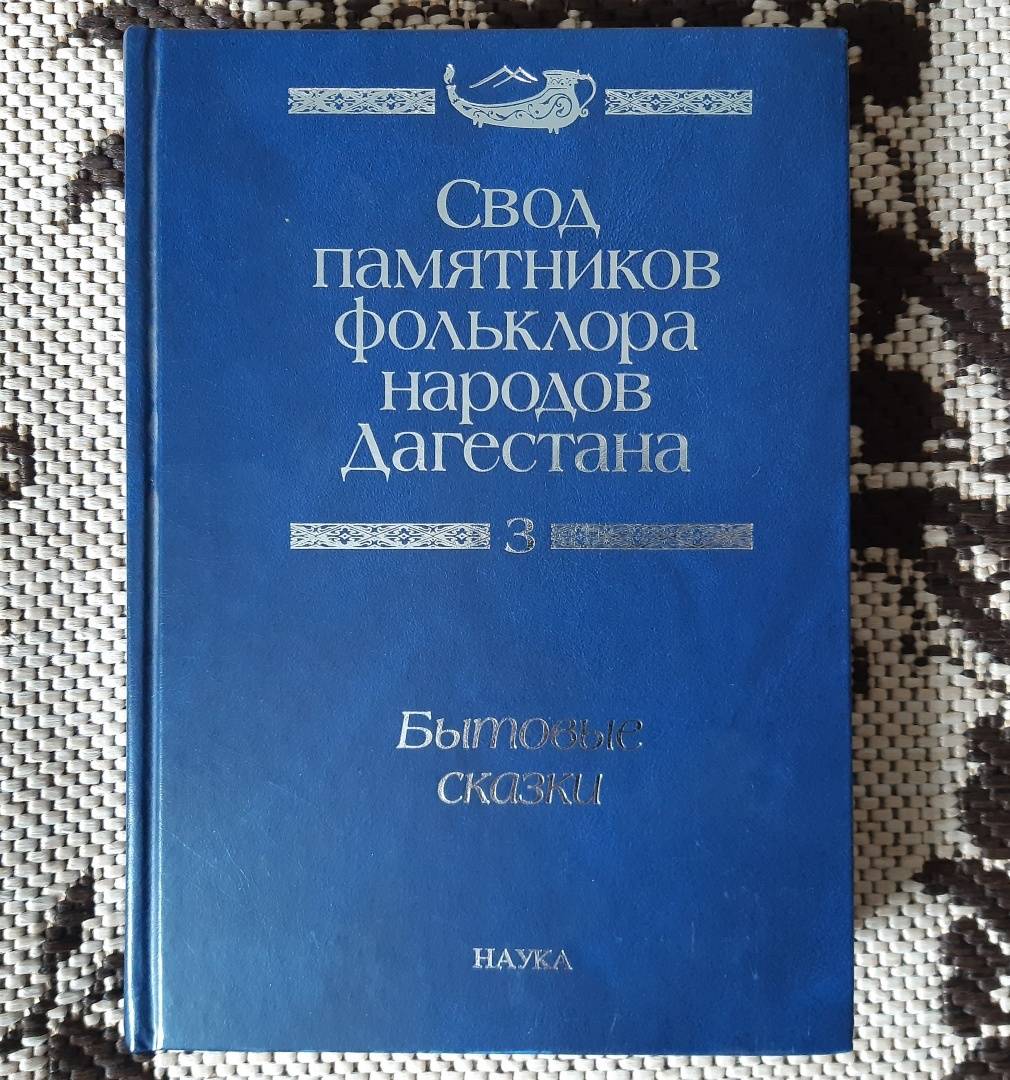 Свод
памятников
фольклора
народов
Дагестана
3
Бытовые
сказки
НАУКА